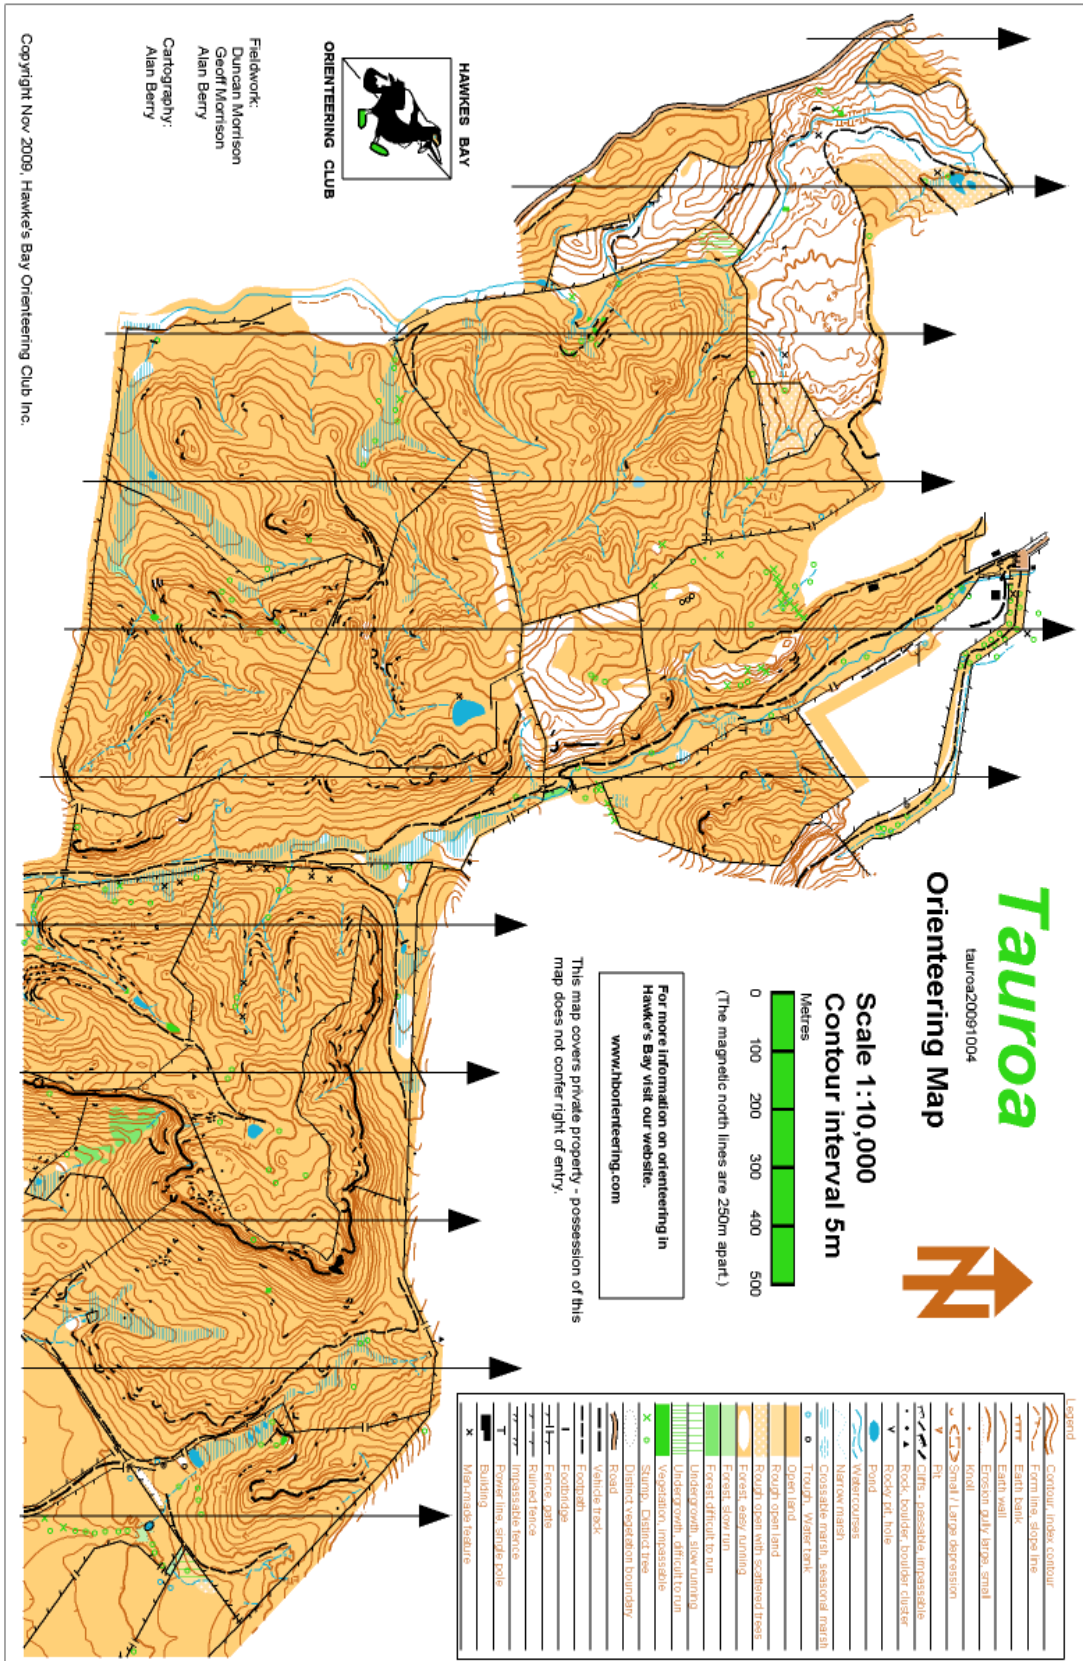 Tauroa
tauroa20091004
Orienteering Map
Scale 1:10,000
Contour interval 5m
Metres
0 100 200 300 400 500
(The magnetic north lines are 250m apart.)
For more information on orienteering in
Hawke's Bay visit our website.
www.hborienteering.com
This map covers private property - possession of this
map does not confer right of entry.
HAWKES BAY
ORIENTEERING CLUB
Fieldwork:
Duncan Morrison
Geoff Morrison
Alan Berry
Cartography:
Alan Berry
Copyright Nov 2009, Hawke's Bay Orienteering Club Inc.
Legend
Contour, index contour
Form line, slope line
Earth bank
Earth wall
Erosion gully large, small
Knoll
Small / large depression
Pit
Cliffs - passable, impassable
Rock, boulder, boulder cluster
Rocky pit, hole
Pond
Watercourses
Narrow marsh
Crossable marsh, seasonal marsh
Trough, Water tank
Open land
Rough open land
Rough open with scattered trees
Forest, easy running
Forest, slow run
Forest difficult to run
Undergrowth, slow running
Undergrowth, difficult to run
Vegetation, impassable
Stump, Distinct tree
Distinct vegetation boundary
Road
Vehicle track
Footpath
Footbridge
Fence, gate
Ruined fence
Impassable fence
Power line, single pole
Building
Man-made feature